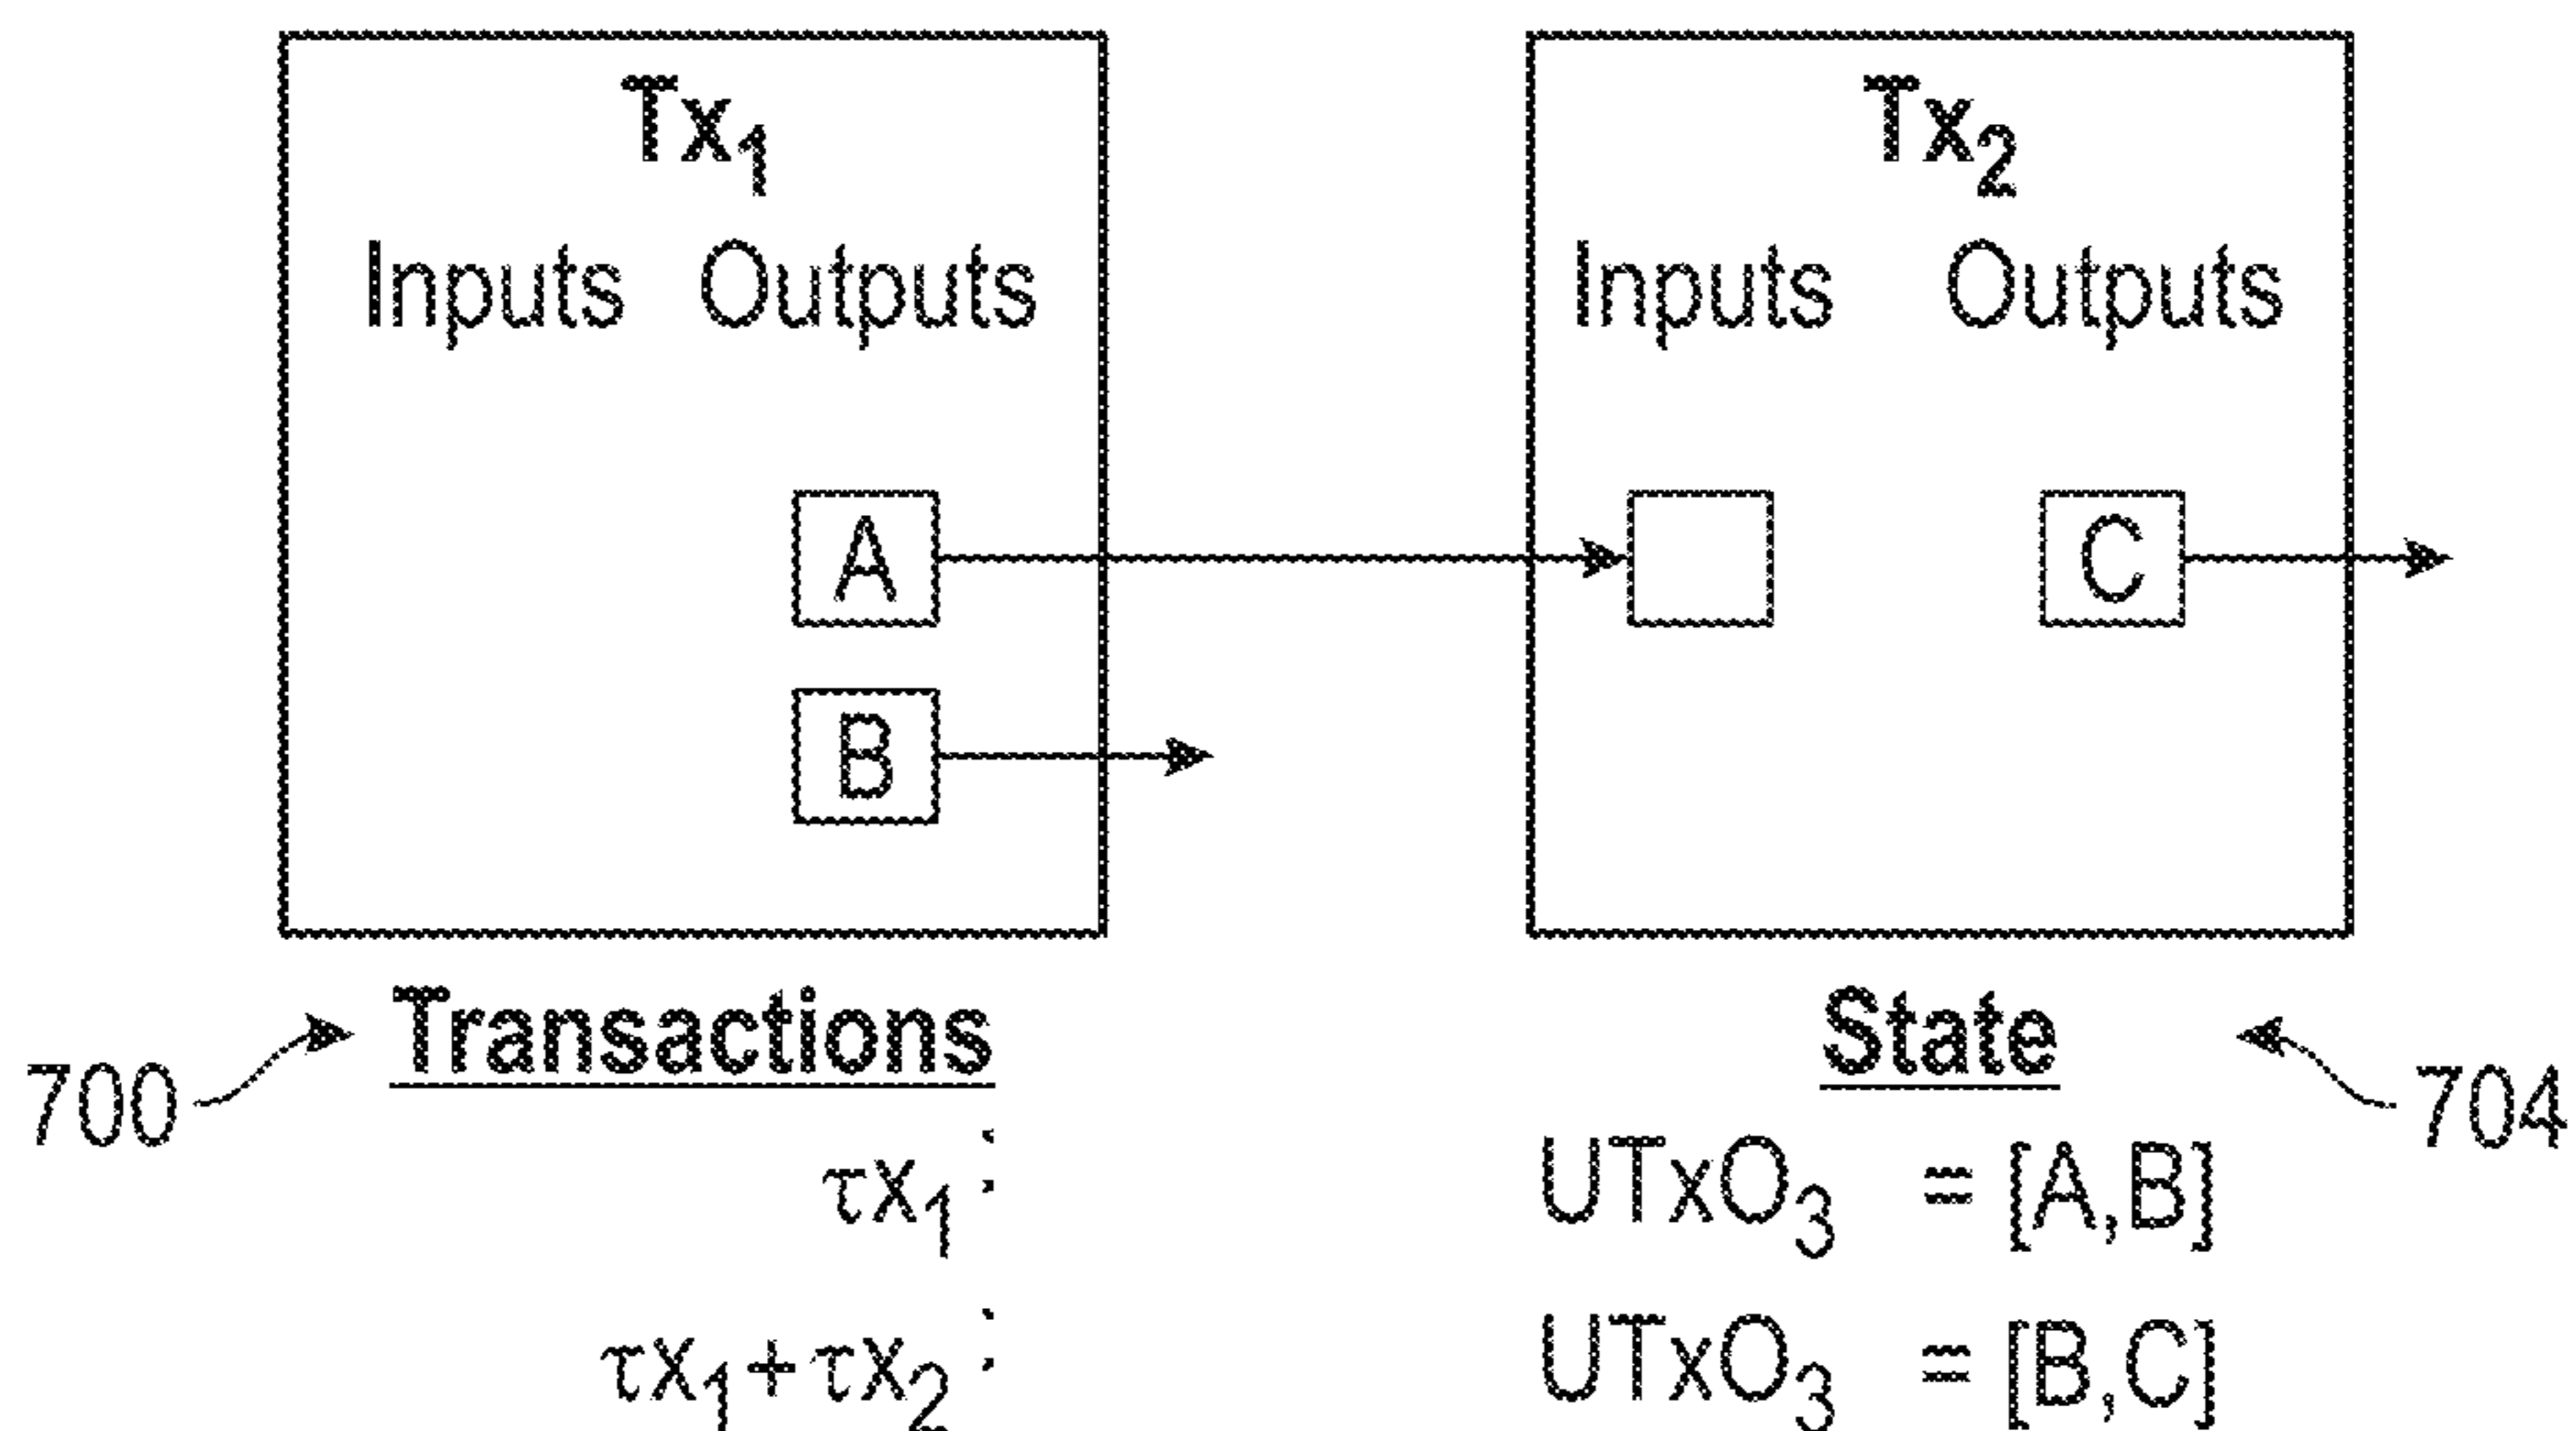 Tx₁ Tx₂
Inputs Outputs Inputs Outputs
A C
B
700 Transactions State 704
τx₁: UTxO₃ = [A,B]
τx₁+τx₂: UTxO₃ = [B,C]